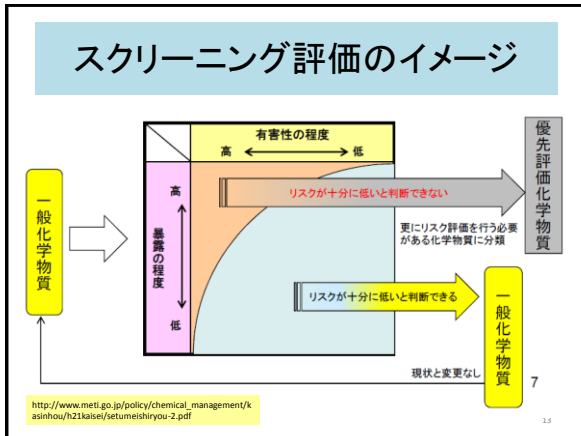 スクリーニング評価のイメージ
有害性の程度
高
低
優先評価化学物質
一般化学物質
暴露の程度
高
低
リスクが十分に低いと判断できない
更にリスク評価を行う必要
がある化学物質に分類
リスクが十分に低いと判断できる
一般化学物質
現状と変更なし
7
http://www.meti.go.jp/policy/chemical_management/k
asinhou/h21kaisei/setumeishiryou-2.pdf
13